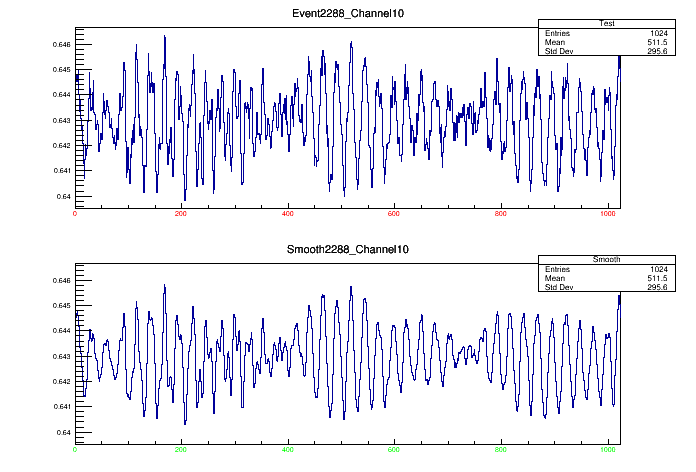 Event2288_Channel10
Test
Entries 1024
Mean 511.5
Std Dev 295.6
0.646
0.645
0.644
0.643
0.642
0.641
0.64
0 200 400 600 800 1000
Smooth2288_Channel10
Smooth
Entries 1024
Mean 511.5
Std Dev 295.6
0.646
0.645
0.644
0.643
0.642
0.641
0.64
0 200 400 600 800 1000